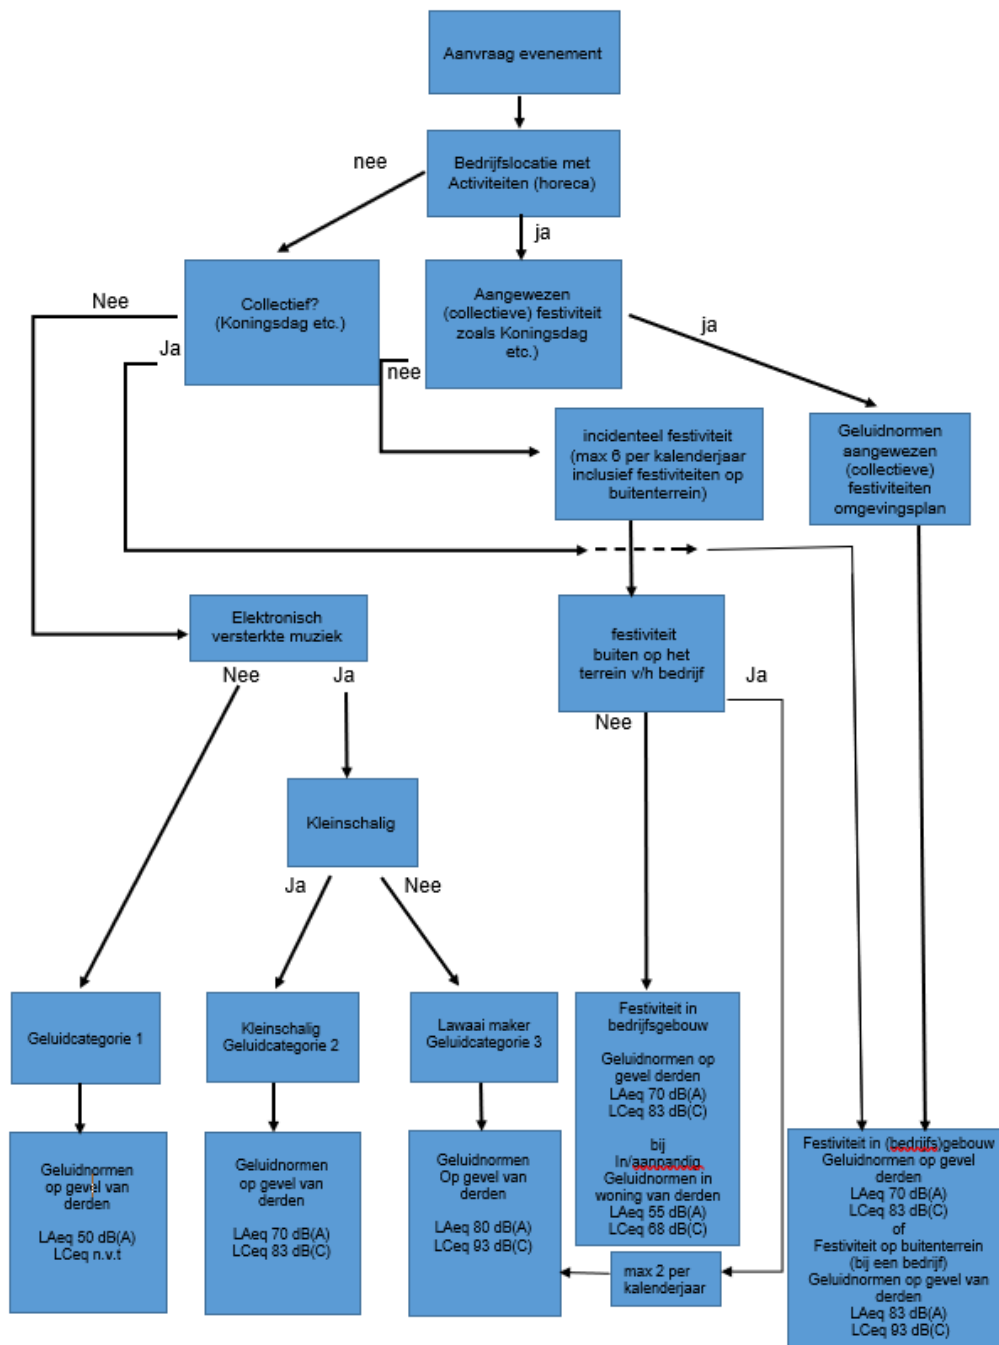 Aanvraag evenement
nee
Bedrijfslocatie met
Activiteiten (horeca)
ja
Nee
Collectief?
(Koningsdag etc.)
Ja
Aangewezen
(collectieve) festiviteit
zoals Koningsdag
etc.)
nee
ja
incidenteel festiviteit
(max 6 per kalenderjaar
inclusief festiviteiten op
buitenterrein)
Geluidnormen
aangewezen
(collectieve)
festiviteiten
omgevingsplan
Elektronisch
versterkte muziek
Nee
Ja
festiviteit
buiten op het
terrein v/h bedrijf
Ja
Nee
Kleinschalig
Ja
Nee
Geluidcategorie 1
Kleinschalig
Geluidcategorie 2
Lawaai maker
Geluidcategorie 3
Festiviteit in
bedrijfsgebouw
Geluidnormen op
gevel derden
LAeq 70 dB(A)
LCeq 83 dB(C)
bij
In/aanpandig
Geluidnormen in
woning van derden
LAeq 55 dB(A)
LCeq 68 dB(C)
Geluidnormen
op gevel van
derden
LAeq 50 dB(A)
LCeq n.v.t
Geluidnormen
op gevel van
derden
LAeq 70 dB(A)
LCeq 83 dB(C)
Geluidnormen
Op gevel van
derden
LAeq 80 dB(A)
LCeq 93 dB(C)
max 2 per
kalenderjaar
Festiviteit in (bedrijfs)gebouw
Geluidnormen op gevel
derden
LAeq 70 dB(A)
LCeq 83 dB(C)
of
Festiviteit op buitenterrein
(bij een bedrijf)
Geluidnormen op gevel van
derden
LAeq 83 dB(A)
LCeq 93 dB(C)